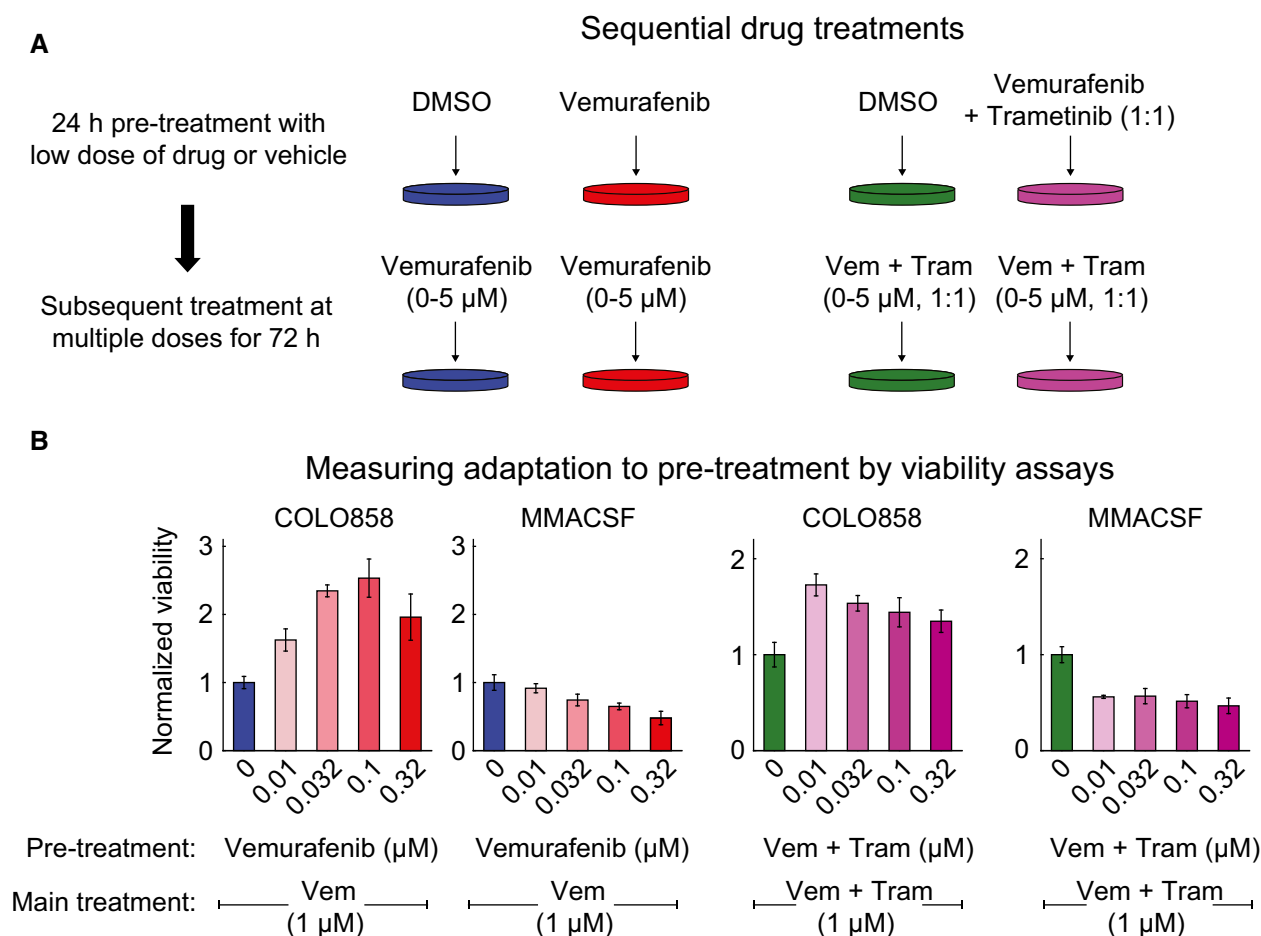 A
Sequential drug treatments
24 h pre-treatment with
low dose of drug or vehicle
Subsequent treatment at
multiple doses for 72 h
DMSO
Vemurafenib
DMSO
Vemurafenib
+ Trametinib (1:1)
Vemurafenib
(0-5 µM)
Vemurafenib
(0-5 µM)
Vem + Tram
(0-5 µM, 1:1)
Vem + Tram
(0-5 µM, 1:1)
B
Measuring adaptation to pre-treatment by viability assays
Normalized viability
COLO858
3
2
1
0
0
0.01
0.032
0.1
0.32
MMACSF
3
2
1
0
0
0.01
0.032
0.1
0.32
COLO858
2
1
0
0
0.01
0.032
0.1
0.32
MMACSF
2
1
0
0
0.01
0.032
0.1
0.32
Pre-treatment: Vemurafenib (µM) Vemurafenib (µM) Vem + Tram (µM) Vem + Tram (µM)
Main treatment: Vem Vem Vem + Tram Vem + Tram
(1 µM) (1 µM) (1 µM) (1 µM)